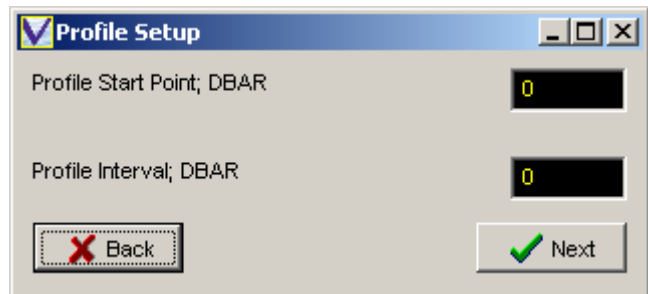 Profile Setup
Profile Start Point; DBAR 0
Profile Interval; DBAR 0
Back Next